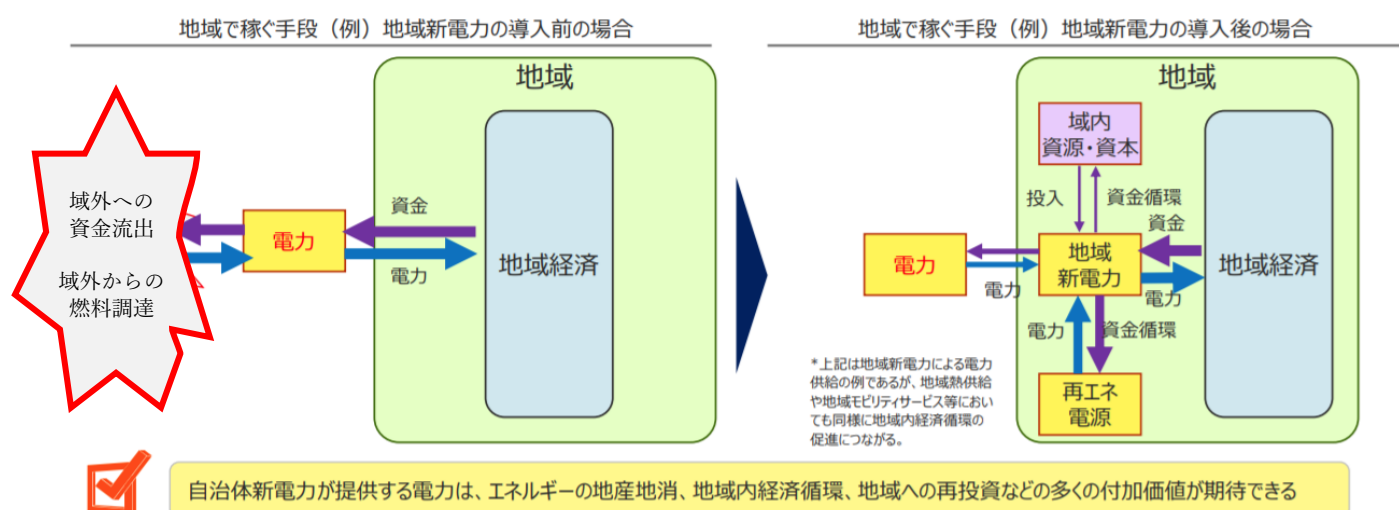 地域で稼ぐ手段（例）地域新電力の導入前の場合
地域
域外への
資金流出
域外からの
燃料調達
電力
資金
電力
地域経済
地域で稼ぐ手段（例）地域新電力の導入後の場合
地域
域内
資源・資本
投入
資金循環
資金
電力
地域
新電力
地域経済
電力
電力
電力
資金循環
再エネ
電源
*上記は地域新電力による電力
供給の例であるが、地域熱供給
や地域モビリティサービス等におい
ても同様に地域内経済循環の
促進につながる。
自治体新電力が提供する電力は、エネルギーの地産地消、地域内経済循環、地域への再投資などの多くの付加価値が期待できる